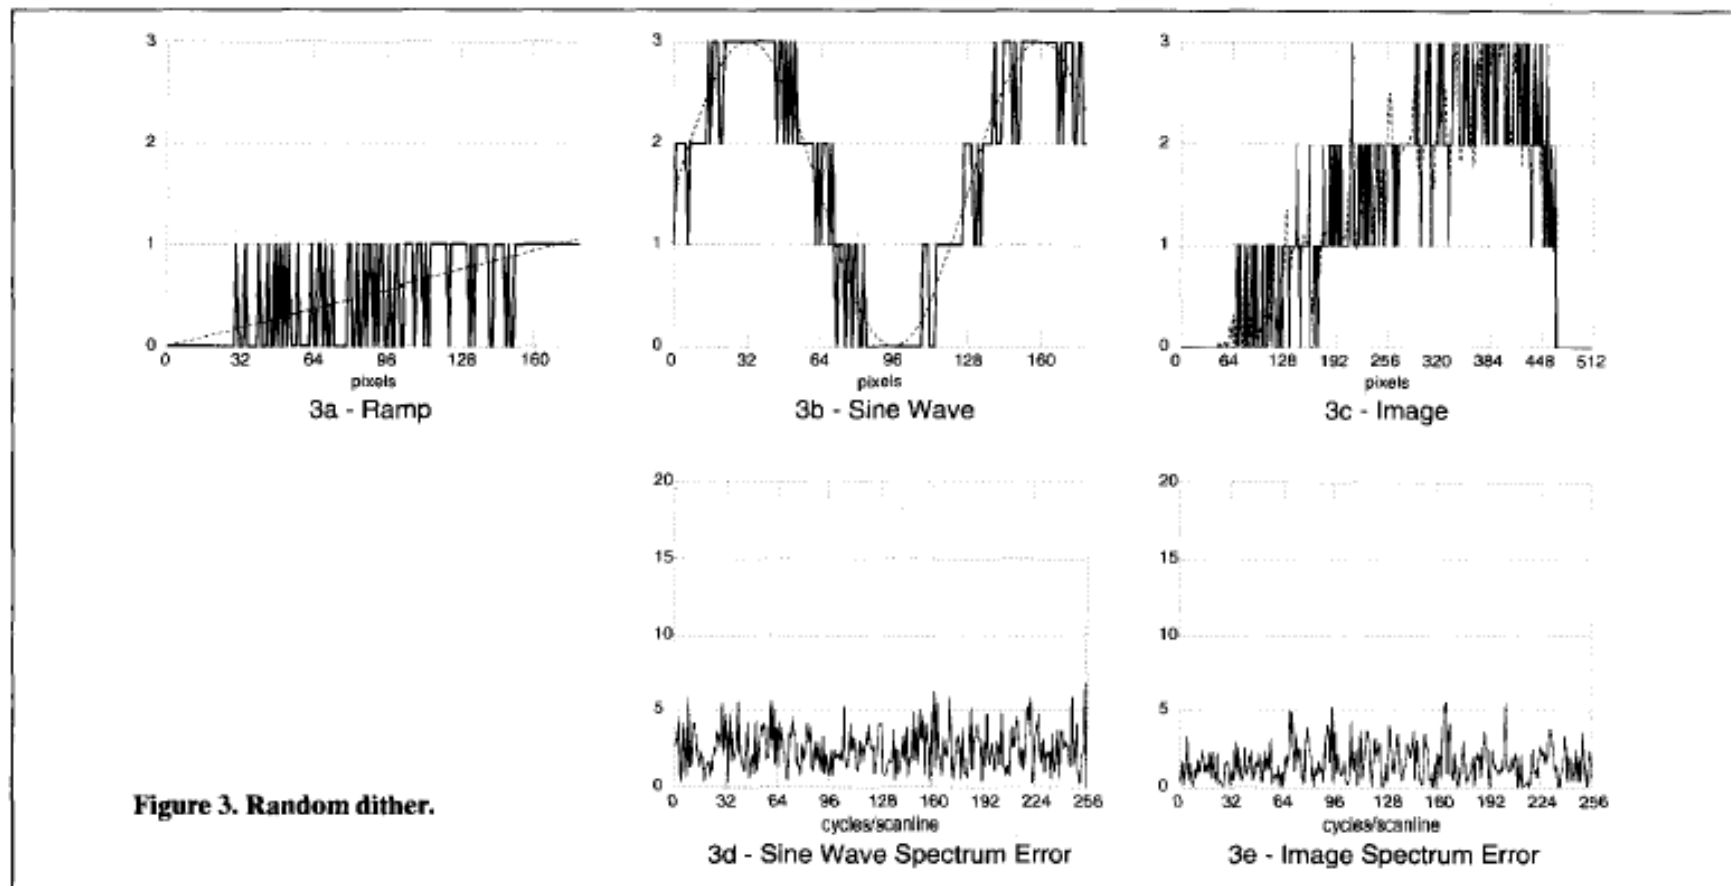 3
2
1
0
0 32 64 96 128 160
pixels
3a - Ramp
3
2
1
0
0 32 64 96 128 160
pixels
3b - Sine Wave
3
2
1
0
0 64 128 192 256 320 384 448 512
pixels
3c - Image
20
15
10
5
0
0 32 64 96 128 160 192 224 256
cycles/scanline
3d - Sine Wave Spectrum Error
20
15
10
5
0
0 32 64 96 128 160 192 224 256
cycles/scanline
3e - Image Spectrum Error
Figure 3. Random dither.